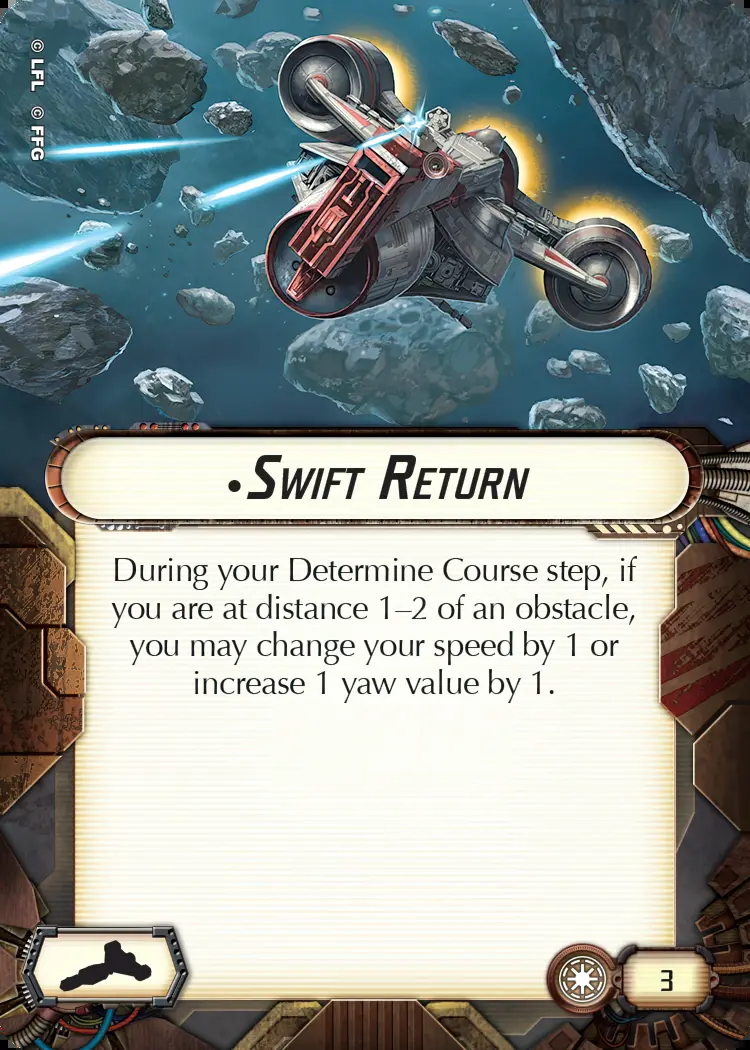 © LFL © FFG
•Swift Return
During your Determine Course step, if
you are at distance 1–2 of an obstacle,
you may change your speed by 1 or
increase 1 yaw value by 1.
3